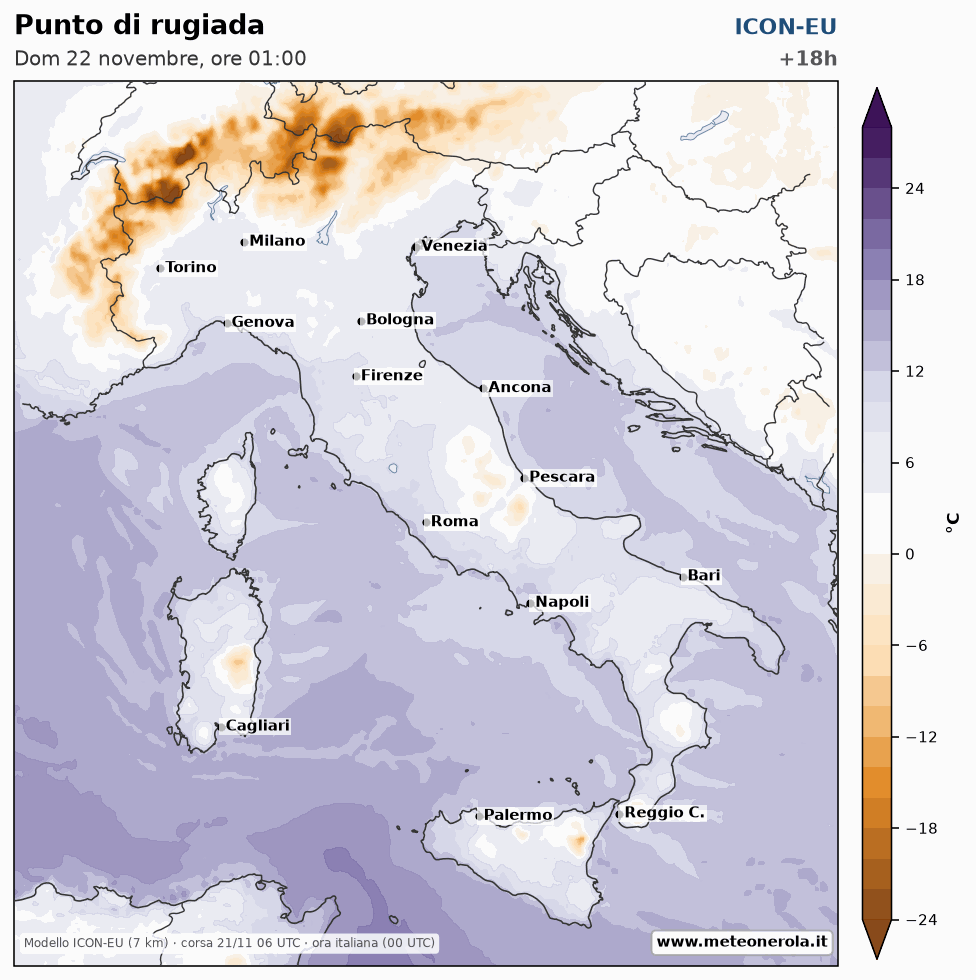 Punto di rugiada
ICON-EU
Dom 22 novembre, ore 01:00
+18h
Milano
Venezia
Torino
Genova
Bologna
Firenze
Ancona
Pescara
Roma
Bari
Napoli
Cagliari
Palermo
Reggio C.
24
18
12
6
0
−6
−12
−18
−24
°C
Modello ICON-EU (7 km) · corsa 21/11 06 UTC · ora italiana (00 UTC)
www.meteonerola.it